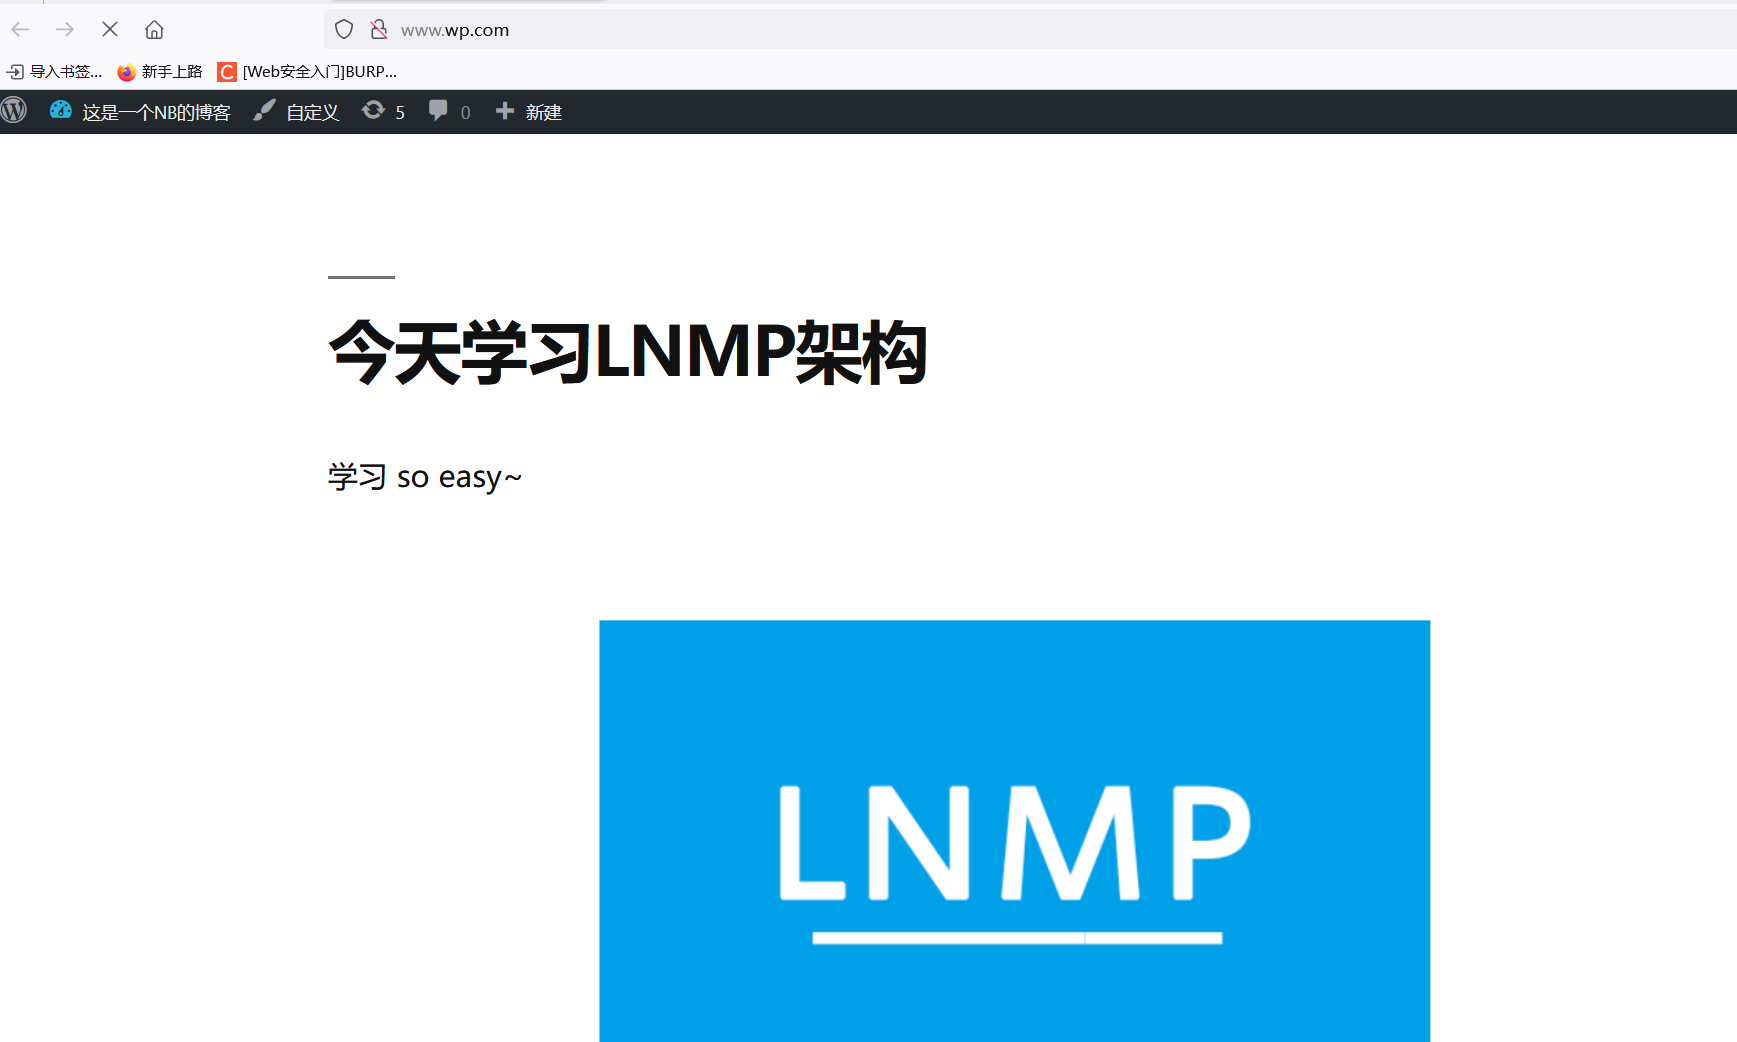 www.wp.com
导入书签... 新手上路 [Web安全入门]BURP...
这是一个NB的博客 自定义 5 0 新建
今天学习LNMP架构
学习 so easy~
LNMP